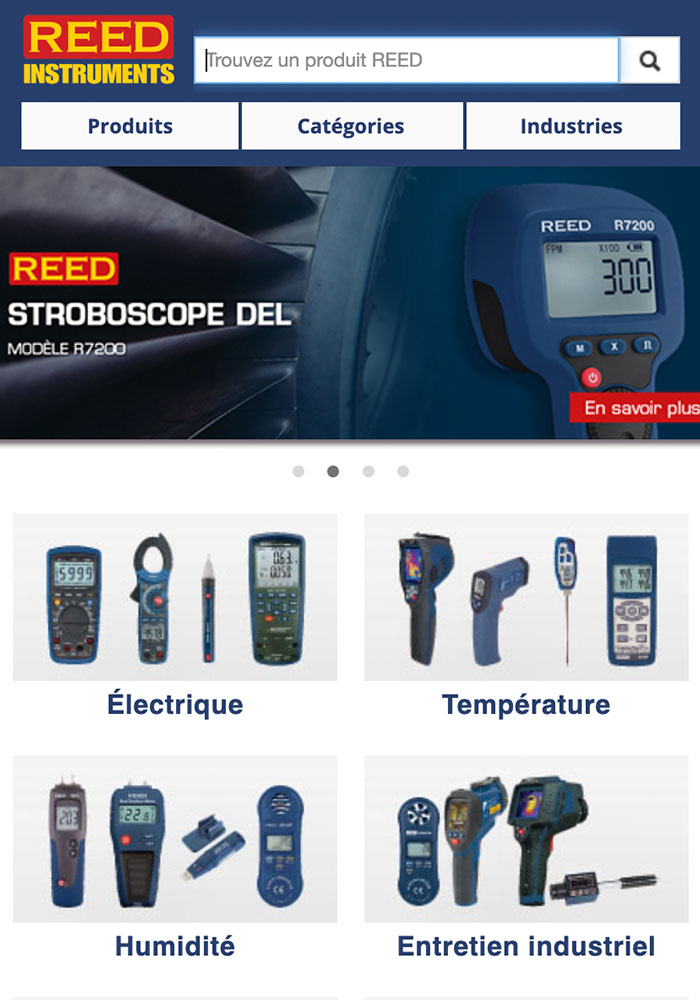 REED
INSTRUMENTS
Trouvez un produit REED
Produits
Catégories
Industries
REED
STROBOSCOPE DEL
MODÈLE R7200
REED R7200
FPM X100
300
M X
En savoir plus
5999
Électrique
Température
Humidité
Entretien industriel